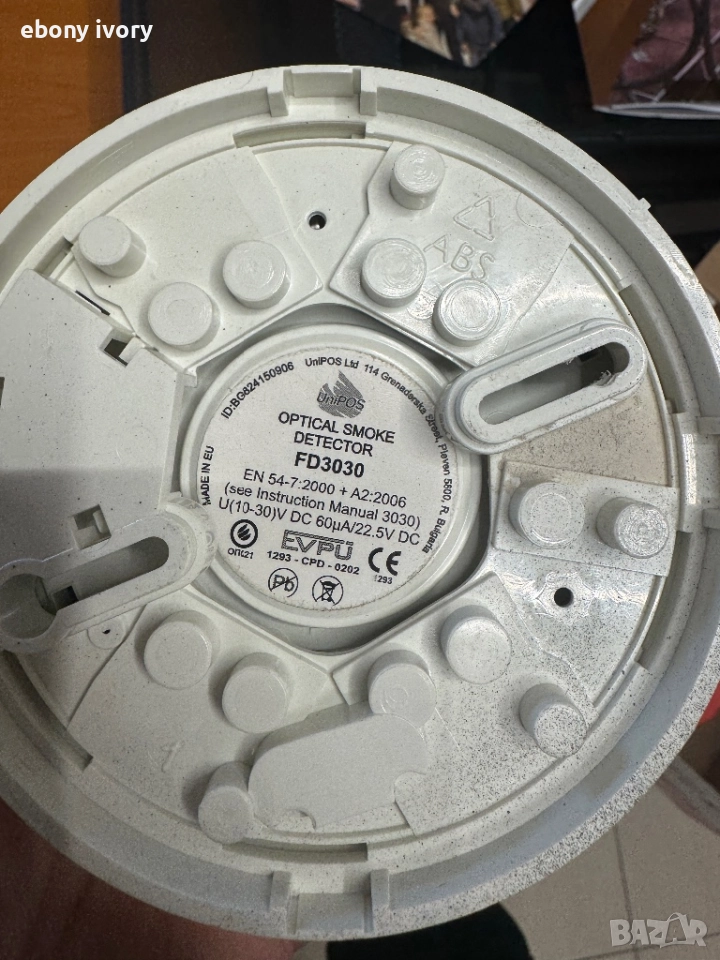 ebony ivory
ABS
ID:BG824150906 UniPOS Ltd 114 Grenaderska Street, Pleven 5800, R. Bulgaria
UniPOS
OPTICAL SMOKE
DETECTOR
FD3030
MADE IN EU
EN 54-7:2000 + A2:2006
(see Instruction Manual 3030)
U(10-30)V DC 60µA/22.5V DC
EVPÚ
1293 - CPD - 0202
1293
Pb
BAZAR